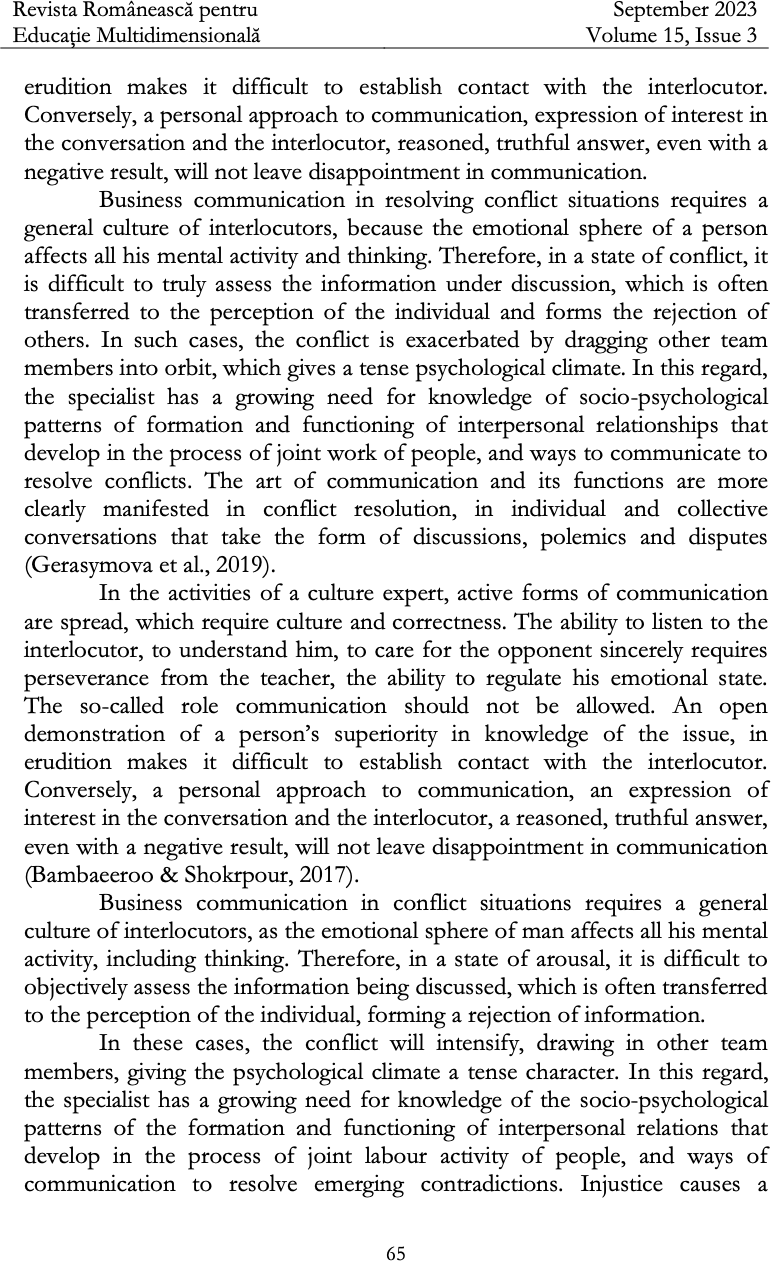 Revista Românească pentru
Educaţie Multidimensională
September 2023
Volume 15, Issue 3
erudition makes it difficult to establish contact with the interlocutor.
Conversely, a personal approach to communication, expression of interest in
the conversation and the interlocutor, reasoned, truthful answer, even with a
negative result, will not leave disappointment in communication.
Business communication in resolving conflict situations requires a
general culture of interlocutors, because the emotional sphere of a person
affects all his mental activity and thinking. Therefore, in a state of conflict, it
is difficult to truly assess the information under discussion, which is often
transferred to the perception of the individual and forms the rejection of
others. In such cases, the conflict is exacerbated by dragging other team
members into orbit, which gives a tense psychological climate. In this regard,
the specialist has a growing need for knowledge of socio-psychological
patterns of formation and functioning of interpersonal relationships that
develop in the process of joint work of people, and ways to communicate to
resolve conflicts. The art of communication and its functions are more
clearly manifested in conflict resolution, in individual and collective
conversations that take the form of discussions, polemics and disputes
(Gerasymova et al., 2019).
In the activities of a culture expert, active forms of communication
are spread, which require culture and correctness. The ability to listen to the
interlocutor, to understand him, to care for the opponent sincerely requires
perseverance from the teacher, the ability to regulate his emotional state.
The so-called role communication should not be allowed. An open
demonstration of a person’s superiority in knowledge of the issue, in
erudition makes it difficult to establish contact with the interlocutor.
Conversely, a personal approach to communication, an expression of
interest in the conversation and the interlocutor, a reasoned, truthful answer,
even with a negative result, will not leave disappointment in communication
(Bambaeeroo & Shokrpour, 2017).
Business communication in conflict situations requires a general
culture of interlocutors, as the emotional sphere of man affects all his mental
activity, including thinking. Therefore, in a state of arousal, it is difficult to
objectively assess the information being discussed, which is often transferred
to the perception of the individual, forming a rejection of information.
In these cases, the conflict will intensify, drawing in other team
members, giving the psychological climate a tense character. In this regard,
the specialist has a growing need for knowledge of the socio-psychological
patterns of the formation and functioning of interpersonal relations that
develop in the process of joint labour activity of people, and ways of
communication to resolve emerging contradictions. Injustice causes a
65